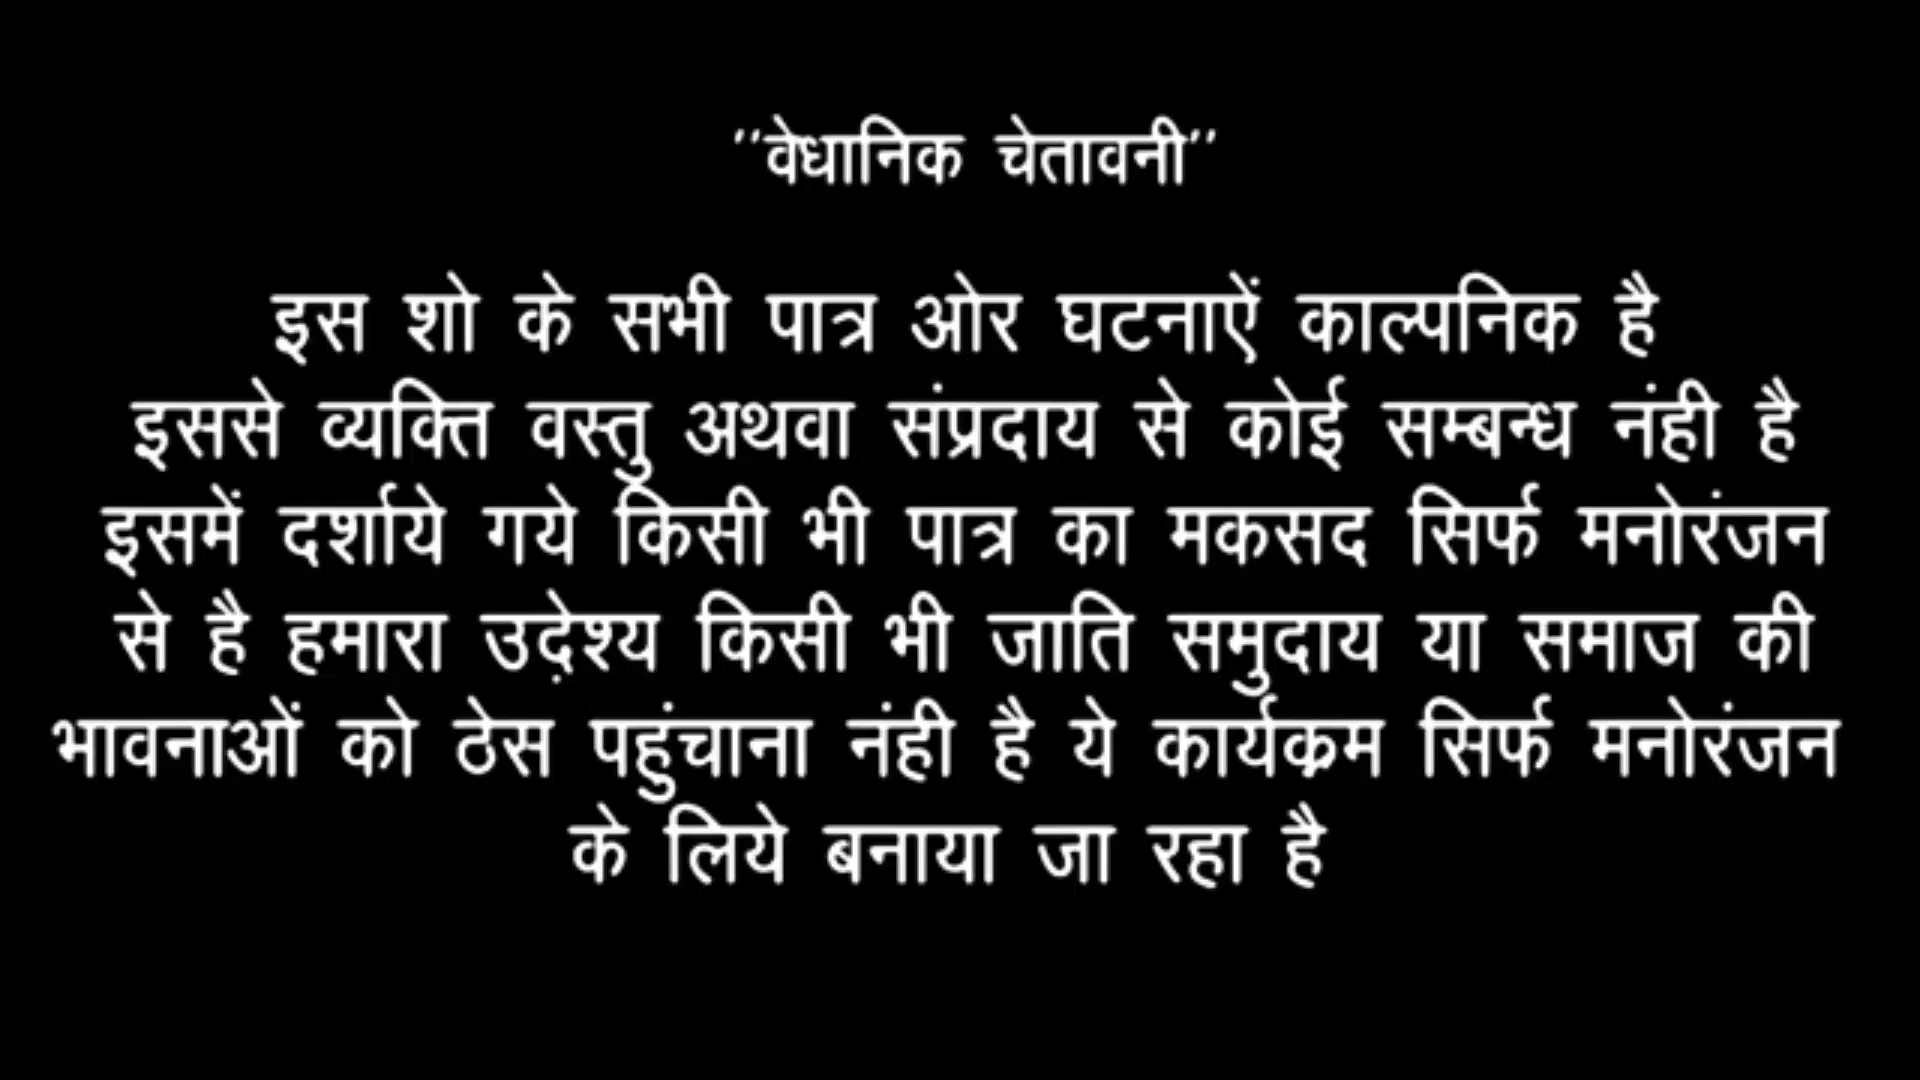 ''वेधानिक चेतावनी''
इस शो के सभी पात्र ओर घटनाऐं काल्पनिक है
इससे व्यक्ति वस्तु अथवा संप्रदाय से कोई सम्बन्ध नंही है
इसमें दर्शाये गये किसी भी पात्र का मकसद सिर्फ मनोरंजन
से है हमारा उद़ेश्य किसी भी जाति समुदाय या समाज की
भावनाओं को ठेस पहुंचाना नंही है ये कार्यक्रम सिर्फ मनोरंजन
के लिये बनाया जा रहा है